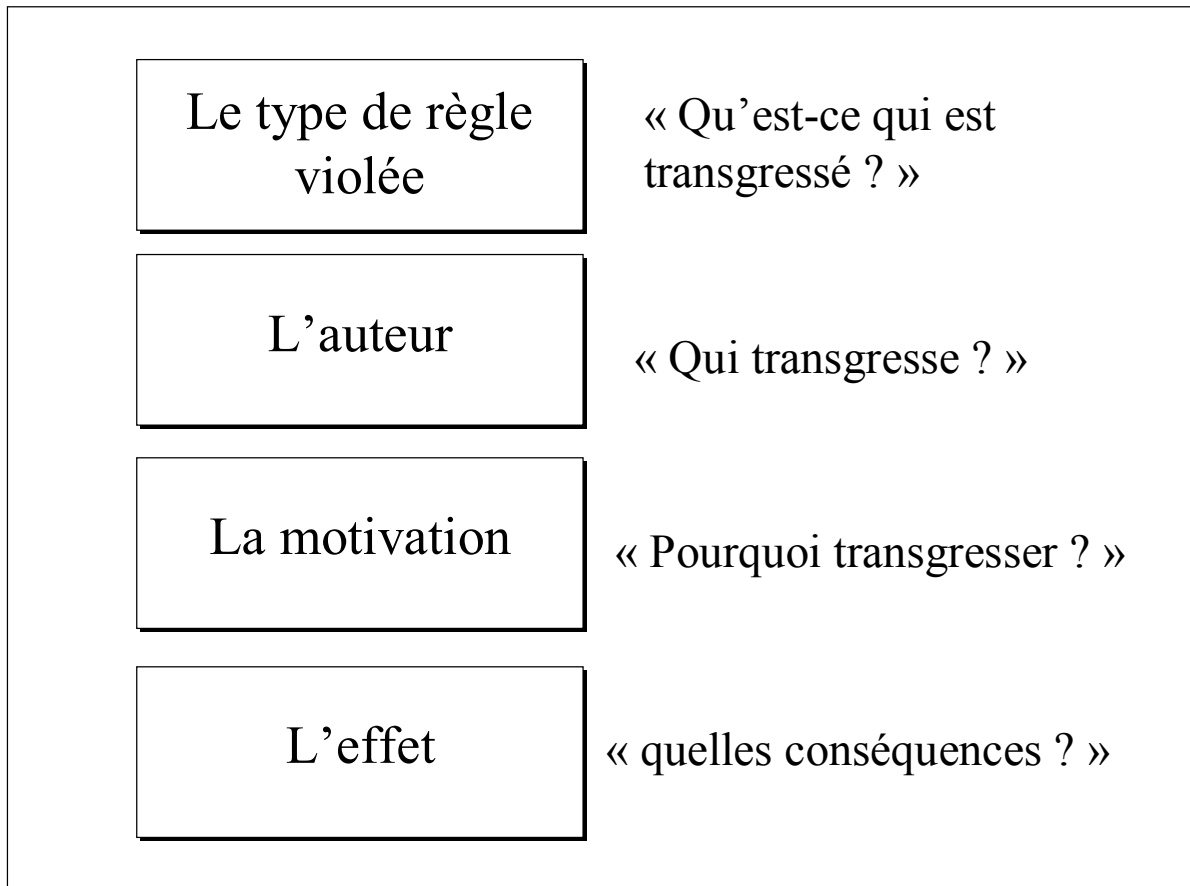 Le type de règle
violée
« Qu’est-ce qui est
transgressé ? »
L’auteur
« Qui transgresse ? »
La motivation
« Pourquoi transgresser ? »
L’effet
« quelles conséquences ? »